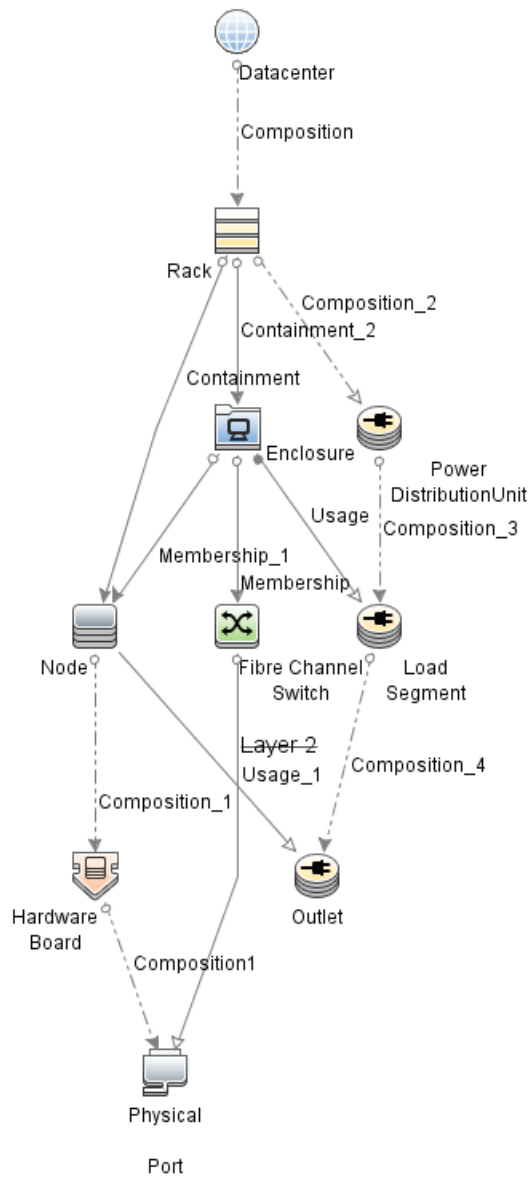 Datacenter
Composition
Rack
Composition_2
Containment_2
Containment
Enclosure
Power
DistributionUnit
Usage
Composition_3
Membership_1
Membership
Node
Fibre Channel
Switch
Load
Segment
Layer 2
Usage_1
Composition_4
Composition_1
Hardware
Board
Outlet
Composition1
Physical
Port